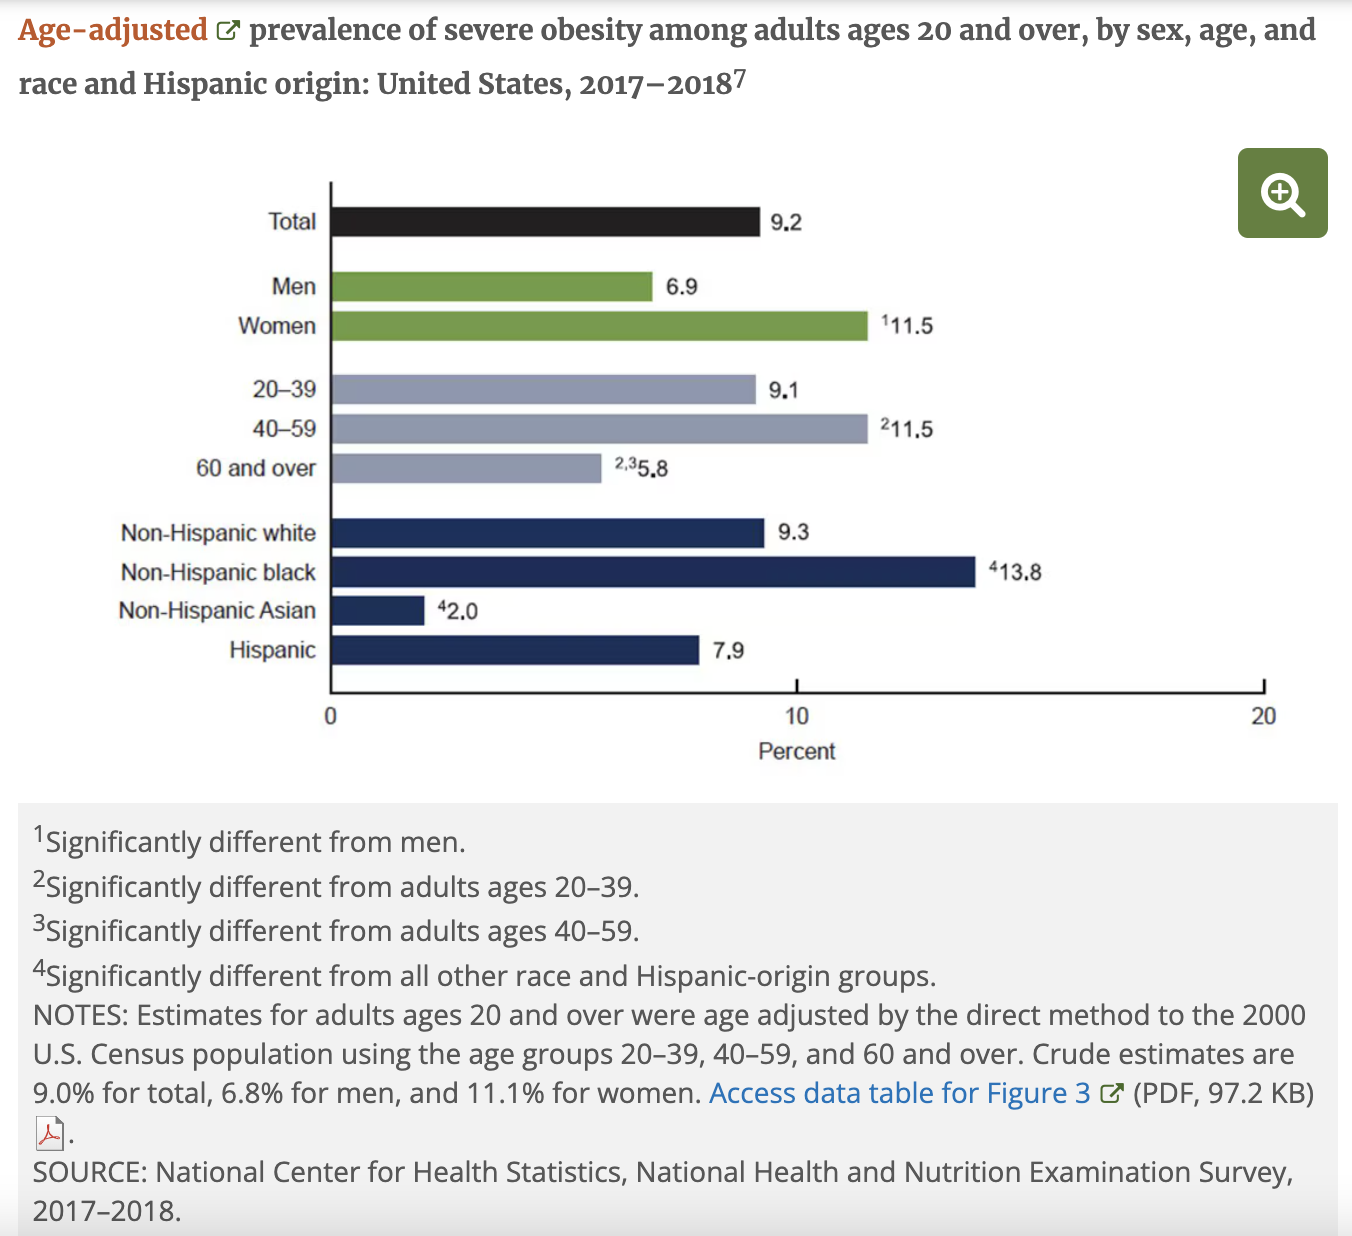 Age-adjusted prevalence of severe obesity among adults ages 20 and over, by sex, age, and
race and Hispanic origin: United States, 2017–2018⁷
Total 9.2
Men 6.9
Women ¹11.5
20–39 9.1
40–59 ²11.5
60 and over ²,³5.8
Non-Hispanic white 9.3
Non-Hispanic black ⁴13.8
Non-Hispanic Asian ⁴2.0
Hispanic 7.9
0 10 20
Percent
¹Significantly different from men.
²Significantly different from adults ages 20–39.
³Significantly different from adults ages 40–59.
⁴Significantly different from all other race and Hispanic-origin groups.
NOTES: Estimates for adults ages 20 and over were age adjusted by the direct method to the 2000
U.S. Census population using the age groups 20–39, 40–59, and 60 and over. Crude estimates are
9.0% for total, 6.8% for men, and 11.1% for women. Access data table for Figure 3 (PDF, 97.2 KB)
.
SOURCE: National Center for Health Statistics, National Health and Nutrition Examination Survey,
2017–2018.